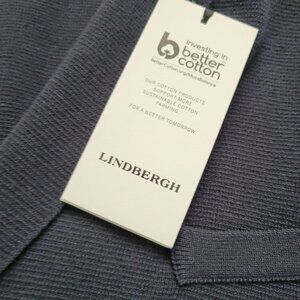 investing in
better
cotton
BetterCotton.org/MassBalance
OUR COTTON PRODUCTS
SUPPORT MORE
SUSTAINABLE COTTON
FARMING.
FOR A BETTER TOMORROW
LINDBERGH